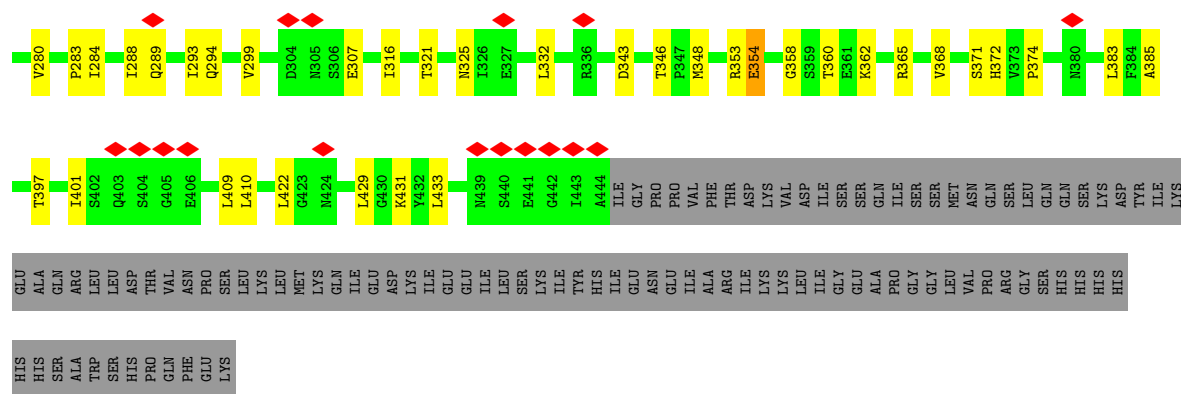 V280 P283 I284 I288 Q289 I293 Q294 V299 D304 N305 S306 E307 I316 T321 N325 I326 E327 L332 R336 D343 T346 P347 M348 R353 E354 G358 S359 T360 E361 K362 R365 V368 S371 H372 V373 P374 N380 L383 F384 A385
T397 I401 S402 Q403 S404 G405 E406 L409 L410 L422 G423 N424 L429 G430 K431 Y432 L433 N439 S440 E441 G442 I443 A444 ILE GLY PRO PRO VAL PHE THR ASP LYS VAL ASP ILE SER SER GLN ILE SER SER MET ASN GLN SER LEU GLN GLN SER LYS ASP TYR ILE LYS
GLU ALA GLN ARG LEU LEU ASP THR VAL ASN PRO SER LEU LYS LEU MET LYS GLN ILE GLU ASP LYS ILE GLU GLU ILE LEU SER LYS ILE TYR HIS ILE GLU ASN GLU ILE ALA ARG ILE LYS LYS LEU ILE GLY GLU ALA PRO GLY GLY LEU VAL PRO ARG GLY SER HIS HIS HIS HIS
HIS HIS SER ALA TRP SER HIS PRO GLN PHE GLU LYS